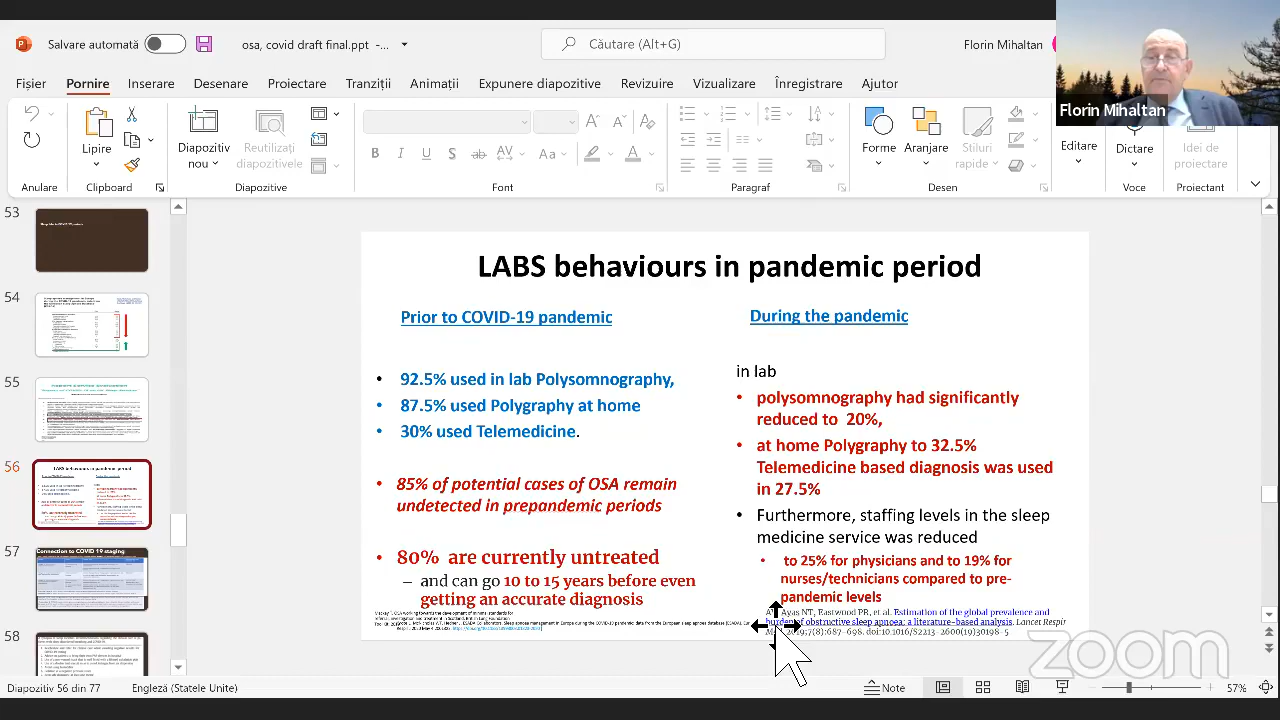 Salvare automată
osa, covid draft final.ppt -...
Căutare (Alt+G)
Florin Mihaltan
Florin Mihaltan
Fișier Pornire Inserare Desenare Proiectare Tranziții Animații Expunere diapozitive Revizuire Vizualizare Înregistrare Ajutor
Lipire
Diapozitiv nou
Reutilizați diapozitivele
Forme
Aranjare
Stiluri rapide
Editare
Dictare
Idei de proiectare
Anulare Clipboard Diapozitive Font Paragraf Desen Voce Proiectant
53
54
55
56
57
58
LABS behaviours in pandemic period
Connection to COVID 19 staging
LABS behaviours in pandemic period
Prior to COVID-19 pandemic
• 92.5% used in lab Polysomnography,
• 87.5% used Polygraphy at home
• 30% used Telemedicine.
• 85% of potential cases of OSA remain
undetected in prepandemic periods
• 80% are currently untreated
– and can go 10 to 15 years before even
getting an accurate diagnosis
During the pandemic
in lab
• polysomnography had significantly
reduced to 20%,
• at home Polygraphy to 32.5%
Telemedicine based diagnosis was used
in 27.5%
• Furthermore, staffing levels in the sleep
medicine service was reduced
• to 25% for physicians and to 19% for
nurses/technicians compared to pre-
pandemic levels
Ayas NT, Eastwood PR, et al. Estimation of the global prevalence and
burden of obstructive sleep apnoea: a literature-based analysis. Lancet Respir
zoom
Diapozitiv 56 din 77
Engleză (Statele Unite)
Note
57%